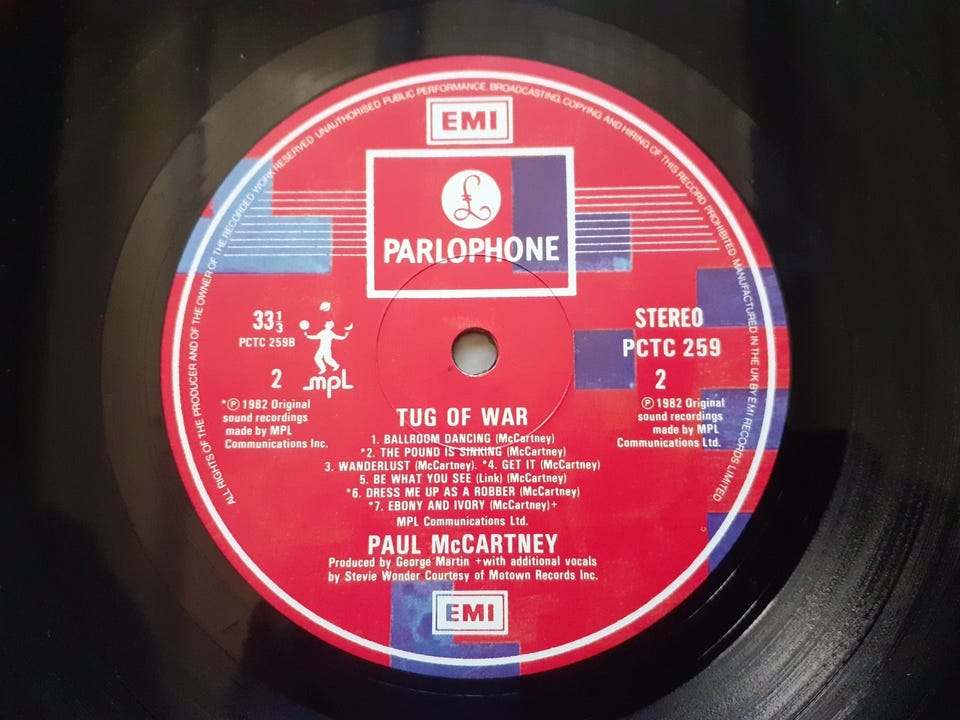 ALL RIGHTS OF THE PRODUCER AND OF THE OWNER OF THE RECORDED WORK RESERVED UNAUTHORISED PUBLIC PERFORMANCE, BROADCASTING, COPYING AND HIRING OF THIS RECORD PROHIBITED MANUFACTURED IN THE UK BY EMI RECORDS LIMITED
EMI
£
PARLOPHONE
33⅓
PCTC 259B
2
mpL
*Ⓟ 1982 Original
sound recordings
made by MPL
Communications Inc.
STEREO
PCTC 259
2
Ⓟ 1982 Original
sound recordings
made by MPL
Communications Ltd.
TUG OF WAR
1. BALLROOM DANCING (McCartney)
*2. THE POUND IS SINKING (McCartney)
3. WANDERLUST (McCartney). *4. GET IT (McCartney)
5. BE WHAT YOU SEE (Link) (McCartney)
*6. DRESS ME UP AS A ROBBER (McCartney)
*7. EBONY AND IVORY (McCartney)+
MPL Communications Ltd.
PAUL McCARTNEY
Produced by George Martin +with additional vocals
by Stevie Wonder Courtesy of Motown Records Inc.
EMI